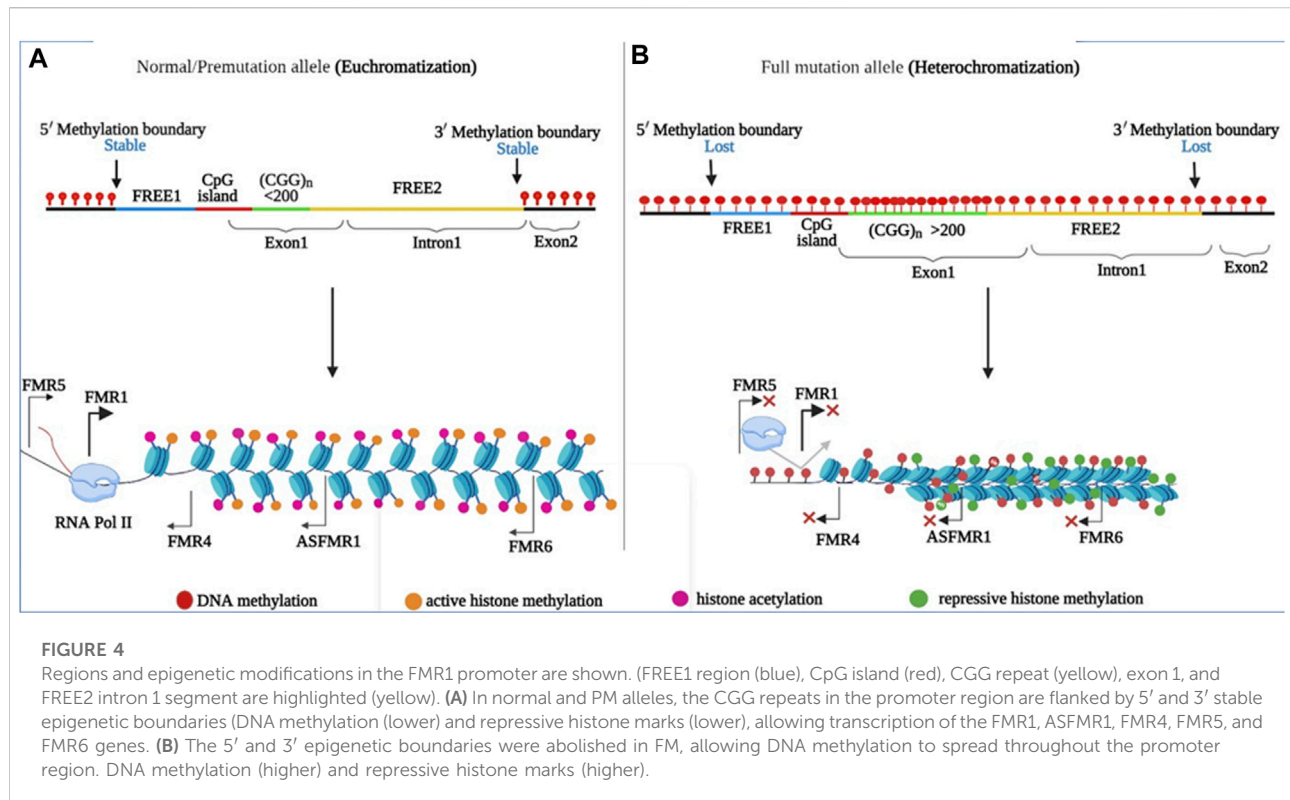 A
Normal/Premutation allele (Euchromatization)
5′ Methylation boundary
Stable
3′ Methylation boundary
Stable
FREE1
CpG
island
(CGG)n
<200
FREE2
Exon1
Intron1
Exon2
FMR5
FMR1
RNA Pol II
FMR4
ASFMR1
FMR6
B
Full mutation allele (Heterochromatization)
5′ Methylation boundary
Lost
3′ Methylation boundary
Lost
FREE1
CpG
island
(CGG)n >200
FREE2
Exon1
Intron1
Exon2
FMR5
FMR1
FMR4
ASFMR1
FMR6
DNA methylation
active histone methylation
histone acetylation
repressive histone methylation
FIGURE 4
Regions and epigenetic modifications in the FMR1 promoter are shown. (FREE1 region (blue), CpG island (red), CGG repeat (yellow), exon 1, and
FREE2 intron 1 segment are highlighted (yellow). (A) In normal and PM alleles, the CGG repeats in the promoter region are flanked by 5′ and 3′ stable
epigenetic boundaries (DNA methylation (lower) and repressive histone marks (lower), allowing transcription of the FMR1, ASFMR1, FMR4, FMR5, and
FMR6 genes. (B) The 5′ and 3′ epigenetic boundaries were abolished in FM, allowing DNA methylation to spread throughout the promoter
region. DNA methylation (higher) and repressive histone marks (higher).